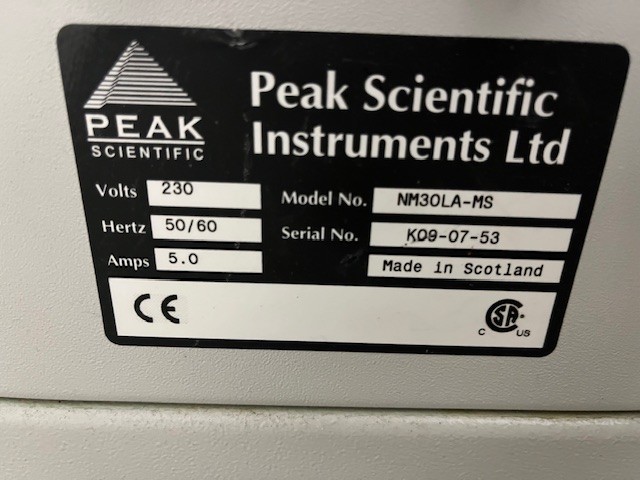 PEAK
SCIENTIFIC
Peak Scientific
Instruments Ltd
Volts 230
Hertz 50/60
Amps 5.0
Model No. NM30LA-MS
Serial No. K09-07-53
Made in Scotland
CE
C SA US